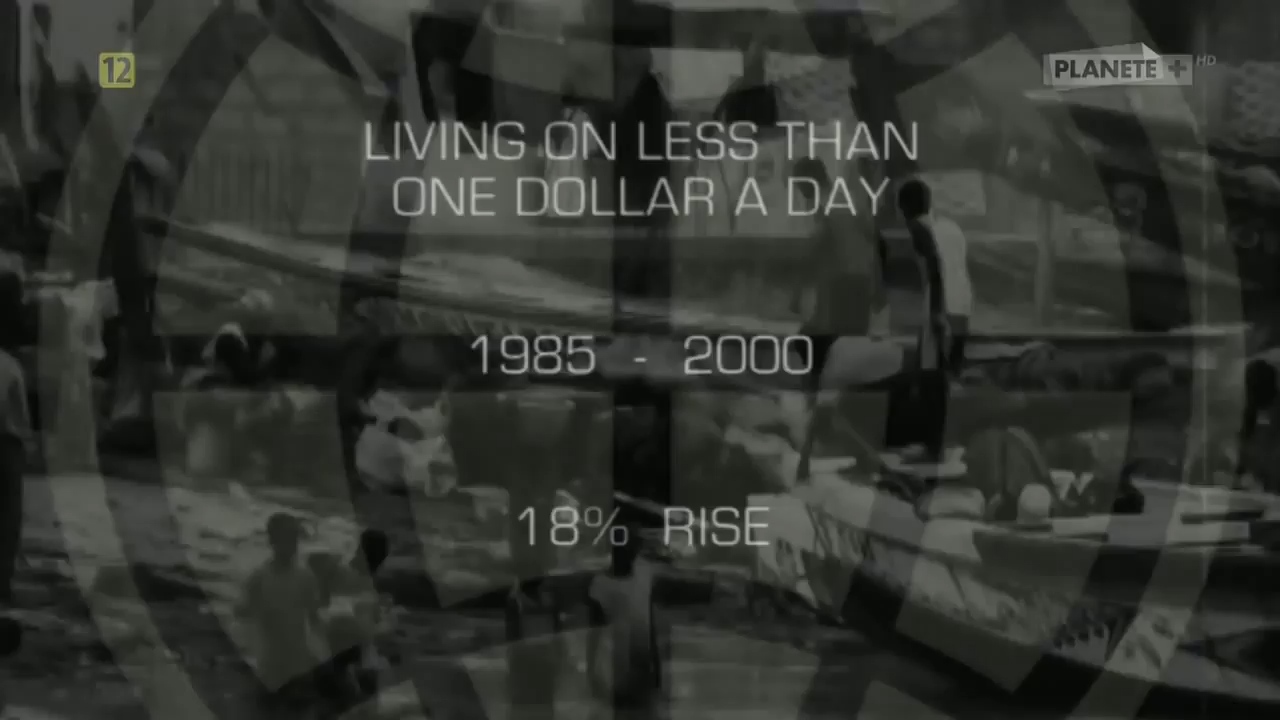 12
PLANETE + HD
LIVING ON LESS THAN
ONE DOLLAR A DAY
1985 - 2000
18% RISE